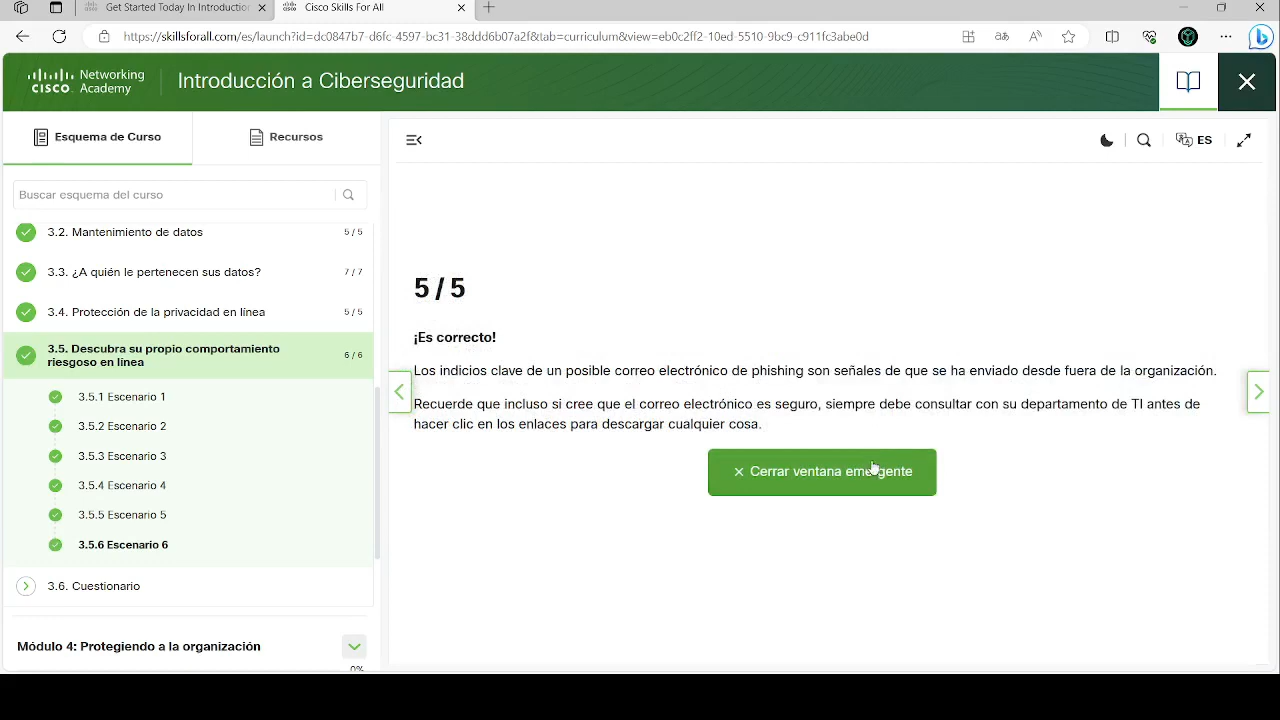 Get Started Today In Introduction
Cisco Skills For All
https://skillsforall.com/es/launch?id=dc0847b7-d6fc-4597-bc31-38ddd6b07a2f&tab=curriculum&view=eb0c2ff2-10ed-5510-9bc9-c911fc3abe0d
CISCO Networking Academy
Introducción a Ciberseguridad
Esquema de Curso
Recursos
ES
Buscar esquema del curso
3.2. Mantenimiento de datos 5 / 5
3.3. ¿A quién le pertenecen sus datos? 7 / 7
3.4. Protección de la privacidad en línea 5 / 5
3.5. Descubra su propio comportamiento
riesgoso en línea 6 / 6
3.5.1 Escenario 1
3.5.2 Escenario 2
3.5.3 Escenario 3
3.5.4 Escenario 4
3.5.5 Escenario 5
3.5.6 Escenario 6
3.6. Cuestionario
Módulo 4: Protegiendo a la organización
0%
5 / 5
¡Es correcto!
Los indicios clave de un posible correo electrónico de phishing son señales de que se ha enviado desde fuera de la organización.
Recuerde que incluso si cree que el correo electrónico es seguro, siempre debe consultar con su departamento de TI antes de
hacer clic en los enlaces para descargar cualquier cosa.
Cerrar ventana emergente